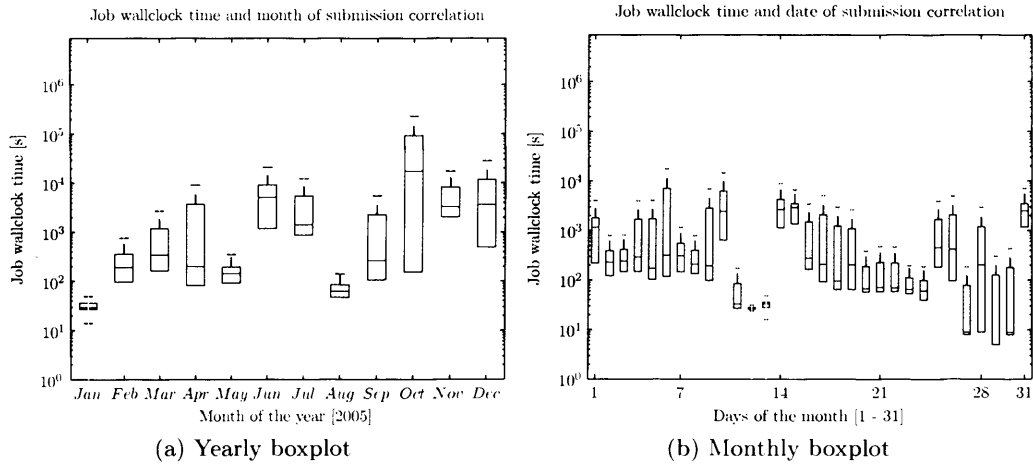 Job wallclock time and month of submission correlation
Job wallclock time [s]
10^6
10^5
10^4
10^3
10^2
10^1
10^0
Jan Feb Mar Apr May Jun Jul Aug Sep Oct Nov Dec
Month of the year [2005]
(a) Yearly boxplot
Job wallclock time and date of submission correlation
Job wallclock time [s]
10^6
10^5
10^4
10^3
10^2
10^1
10^0
1 7 14 21 28 31
Days of the month [1 - 31]
(b) Monthly boxplot